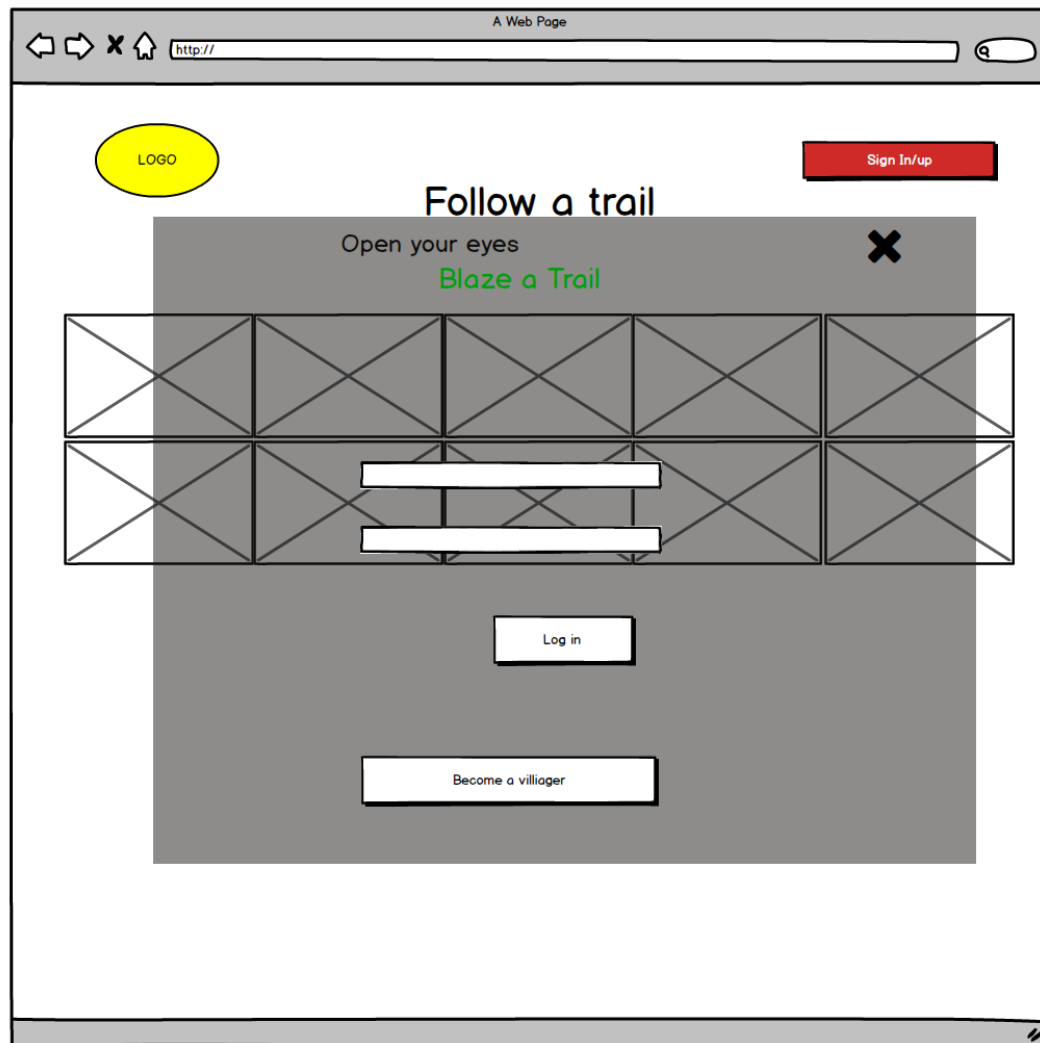 A Web Page
http://
LOGO
Sign In/up
Follow a trail
Open your eyes
Blaze a Trail
Log in
Become a villiager